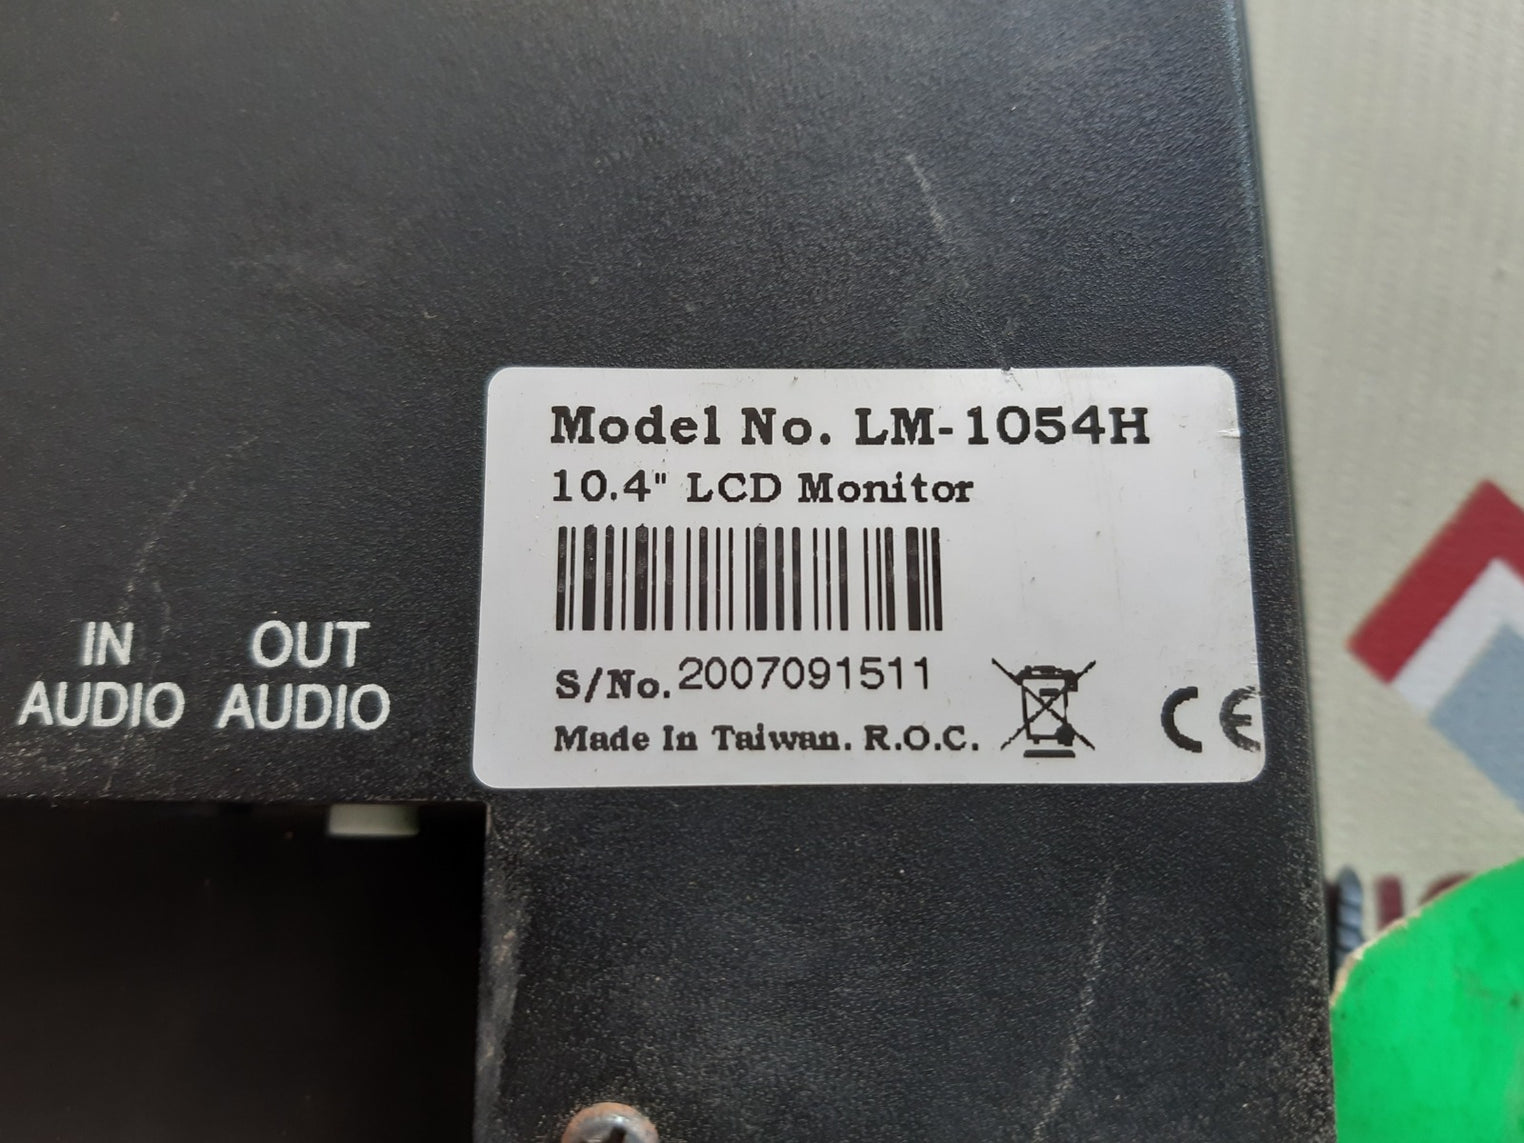 Model No. LM-1054H
10.4" LCD Monitor
S/No. 2007091511
Made In Taiwan. R.O.C.
CE
IN OUT
AUDIO AUDIO